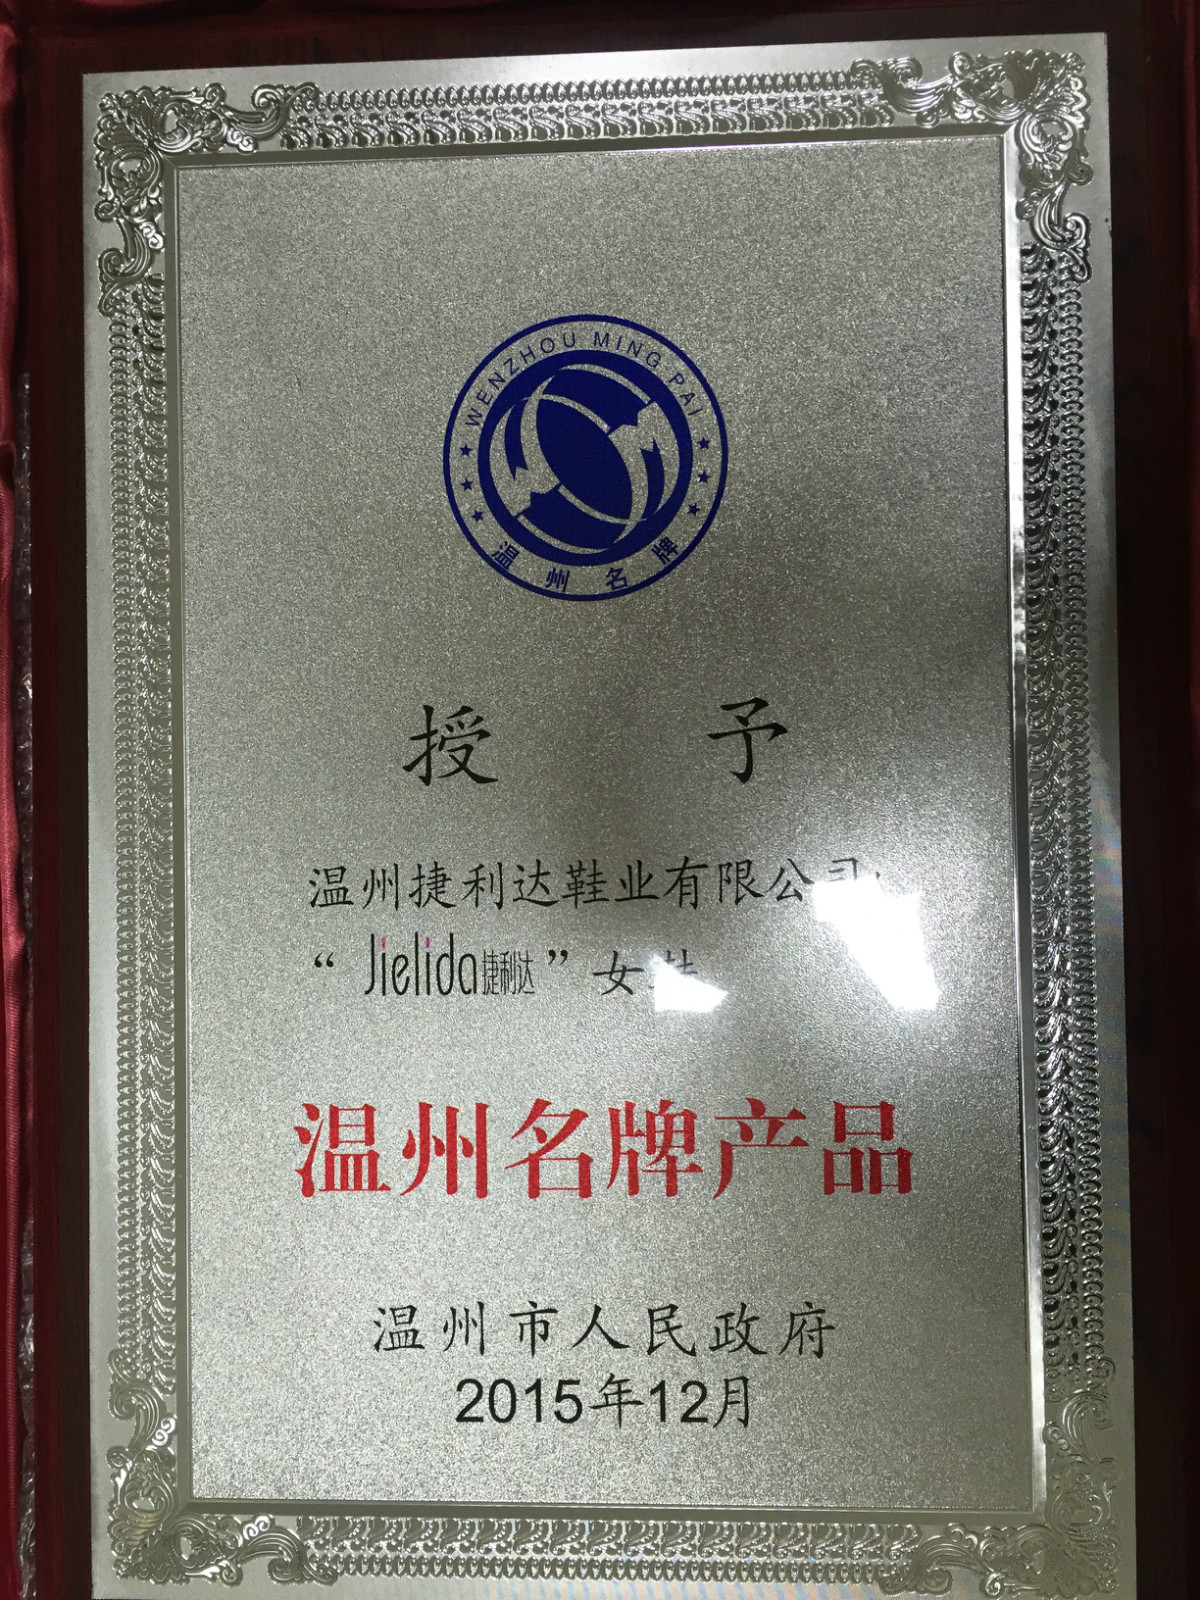 WENZHOU MING PAI
温州名牌
授 予
温州捷利达鞋业有限公司:
“Jielida捷利达”女
温州名牌产品
温州市人民政府
2015年12月